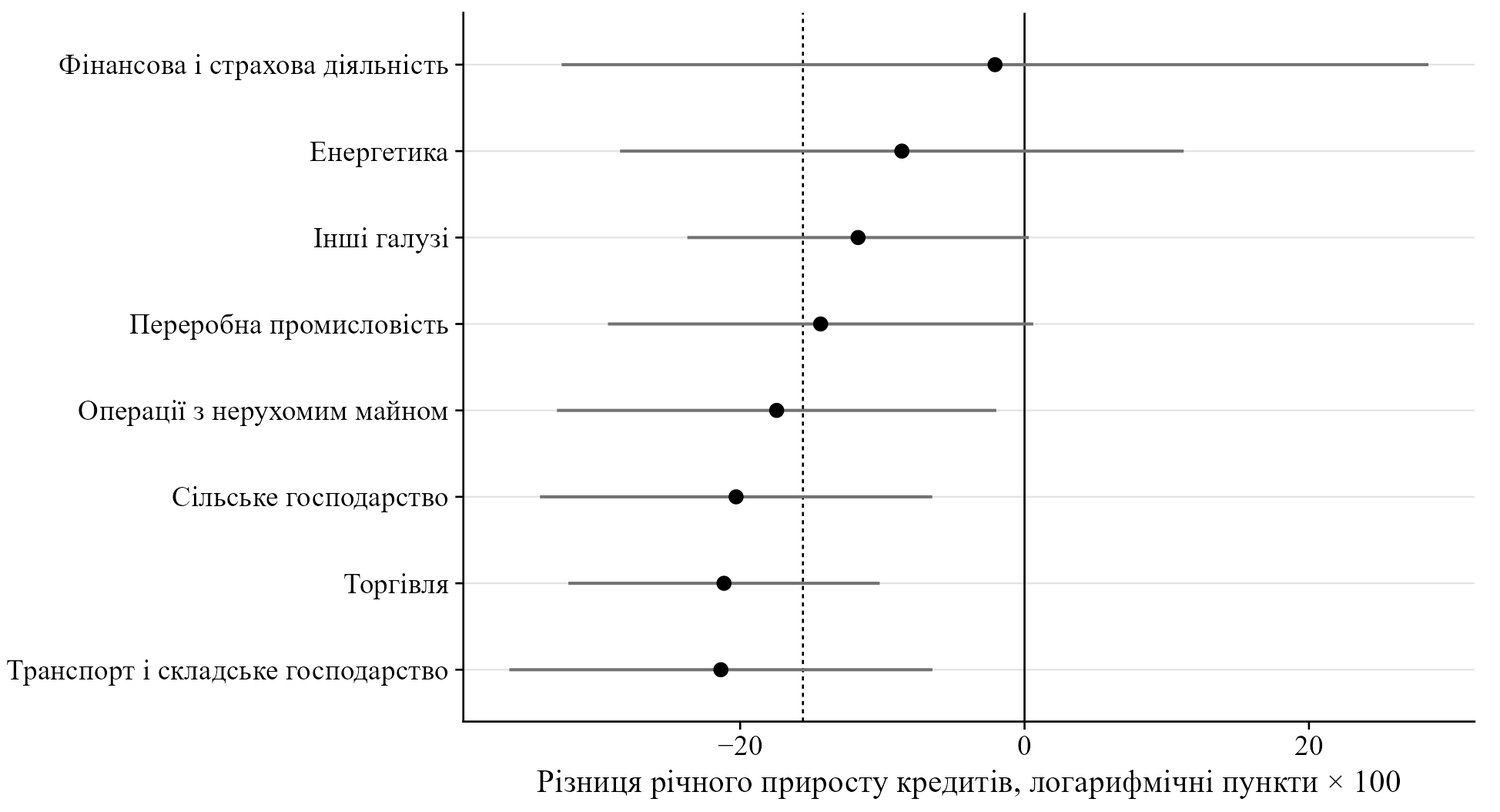 Фінансова і страхова діяльність
Енергетика
Інші галузі
Переробна промисловість
Операції з нерухомим майном
Сільське господарство
Торгівля
Транспорт і складське господарство
−20 0 20
Різниця річного приросту кредитів, логарифмічні пункти × 100